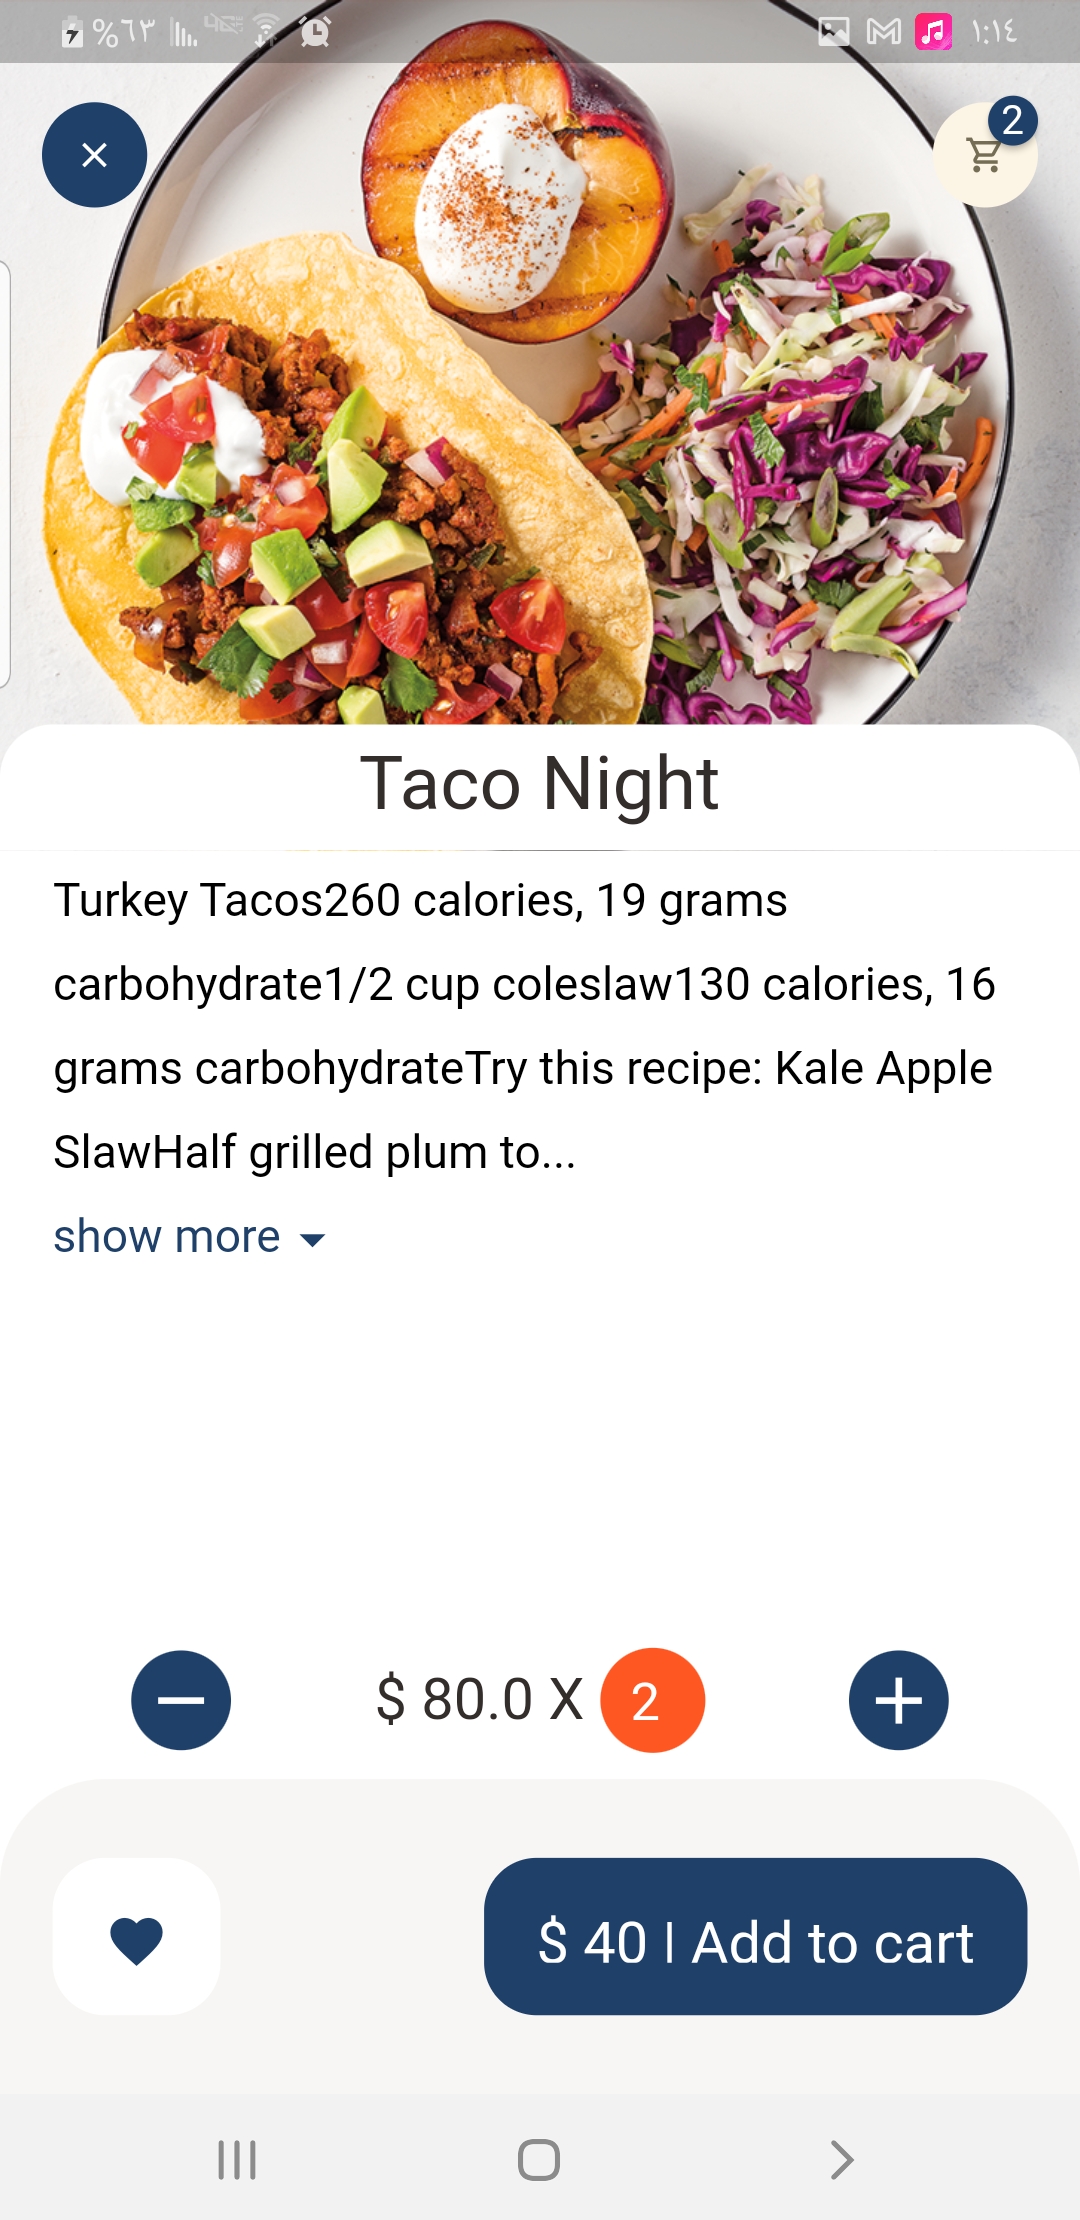 %٦٣ ١:١٤
2
Taco Night
Turkey Tacos260 calories, 19 grams
carbohydrate1/2 cup coleslaw130 calories, 16
grams carbohydrateTry this recipe: Kale Apple
SlawHalf grilled plum to...
show more
$ 80.0 X 2
$ 40 | Add to cart